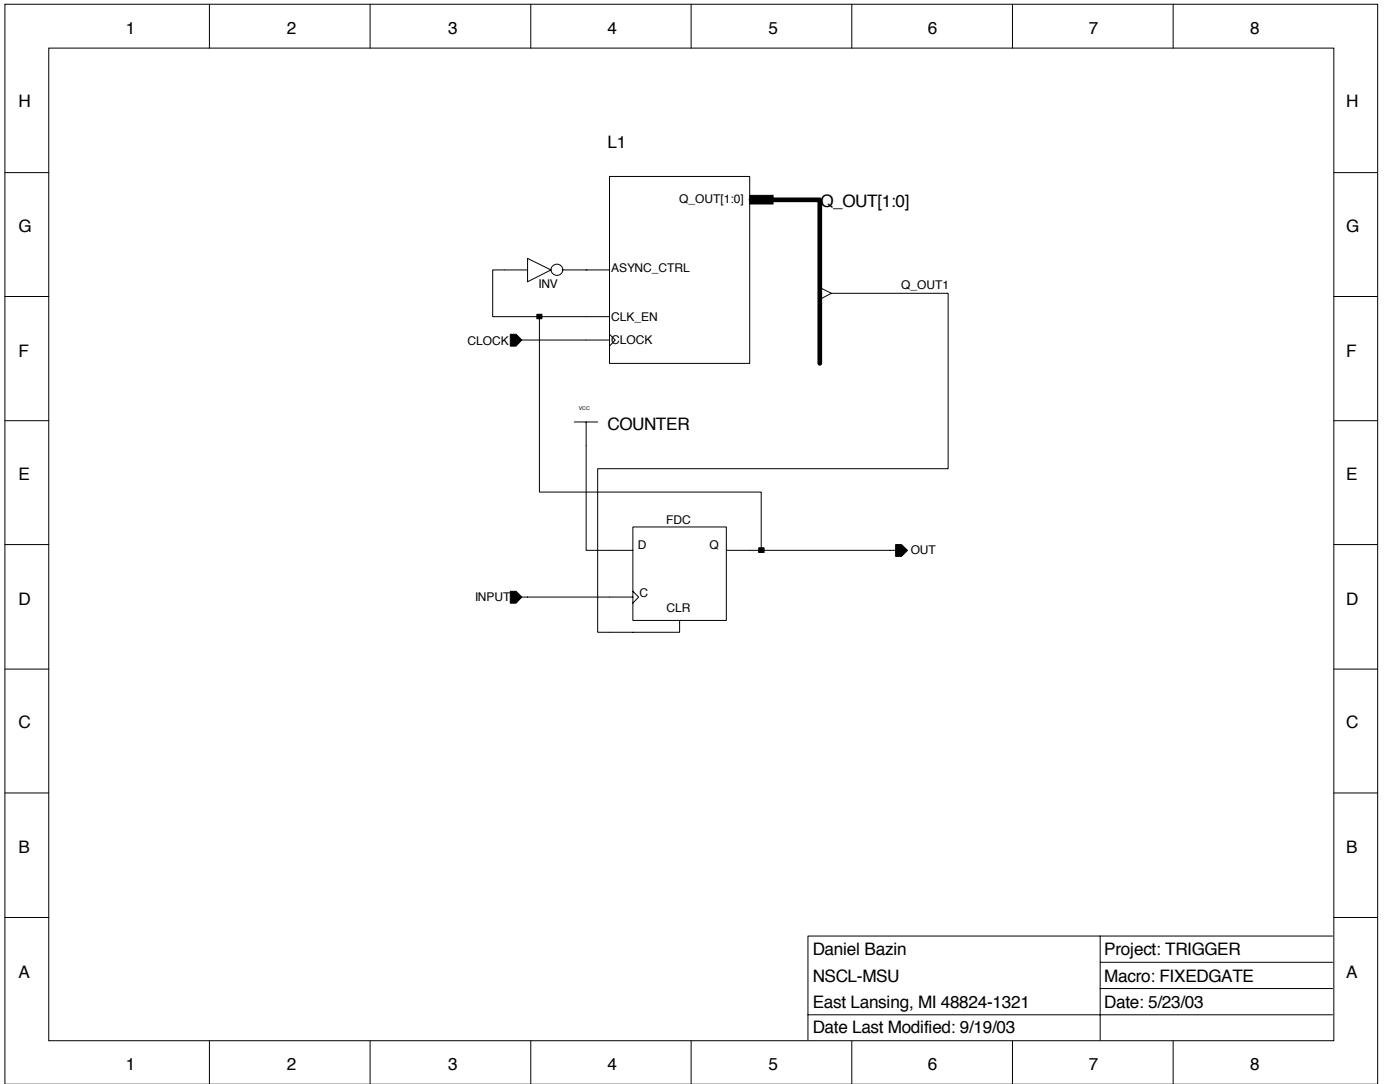 1 2 3 4 5 6 7 8
H H
L1
Q_OUT[1:0] Q_OUT[1:0]
G G
ASYNC_CTRL
INV
Q_OUT1
CLK_EN
CLOCK CLOCK
F F
vcc
COUNTER
E E
FDC
D Q
OUT
INPUT C
CLR
D D
C C
B B
Daniel Bazin Project: TRIGGER
NSCL-MSU Macro: FIXEDGATE
A A
East Lansing, MI 48824-1321 Date: 5/23/03
Date Last Modified: 9/19/03
1 2 3 4 5 6 7 8